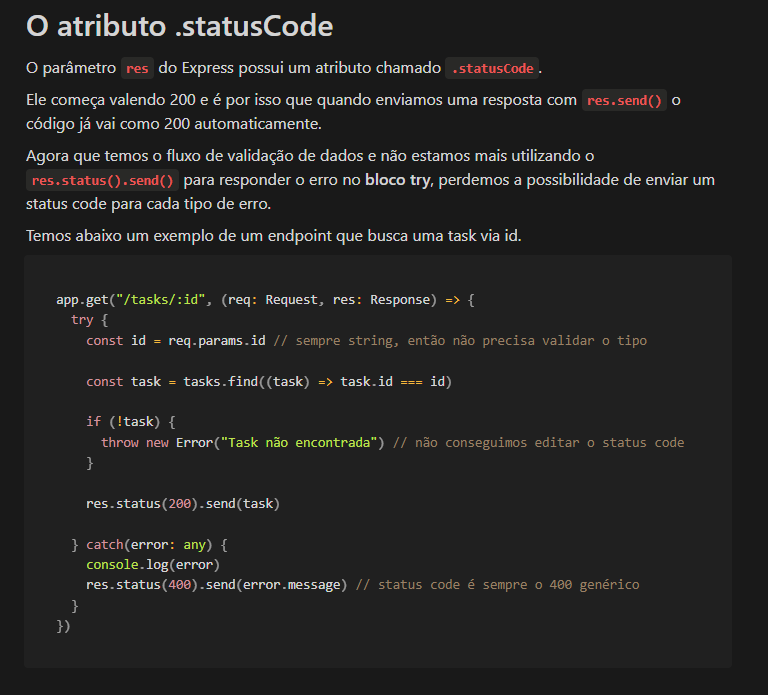 O atributo .statusCode
O parâmetro res do Express possui um atributo chamado .statusCode.
Ele começa valendo 200 e é por isso que quando enviamos uma resposta com res.send() o
código já vai como 200 automaticamente.
Agora que temos o fluxo de validação de dados e não estamos mais utilizando o
res.status().send() para responder o erro no bloco try, perdemos a possibilidade de enviar um
status code para cada tipo de erro.
Temos abaixo um exemplo de um endpoint que busca uma task via id.
app.get("/tasks/:id", (req: Request, res: Response) => {
  try {
    const id = req.params.id // sempre string, então não precisa validar o tipo
    const task = tasks.find((task) => task.id === id)
    if (!task) {
      throw new Error("Task não encontrada") // não conseguimos editar o status code
    }
    res.status(200).send(task)
  } catch(error: any) {
    console.log(error)
    res.status(400).send(error.message) // status code é sempre o 400 genérico
  }
})